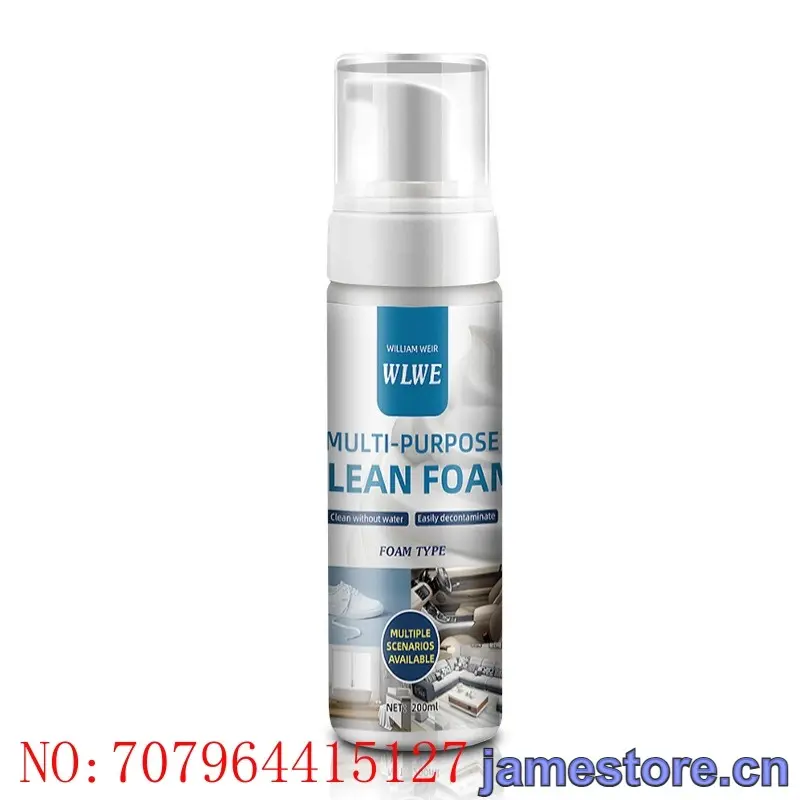 WILLIAM WEIR
WLWE
MULTI-PURPOSE
LEAN FOAM
Clean without water Easily decontaminate
FOAM TYPE
MULTIPLE
SCENARIOS
AVAILABLE
NET: 200ml
NO:707964415127 jamestore.cn